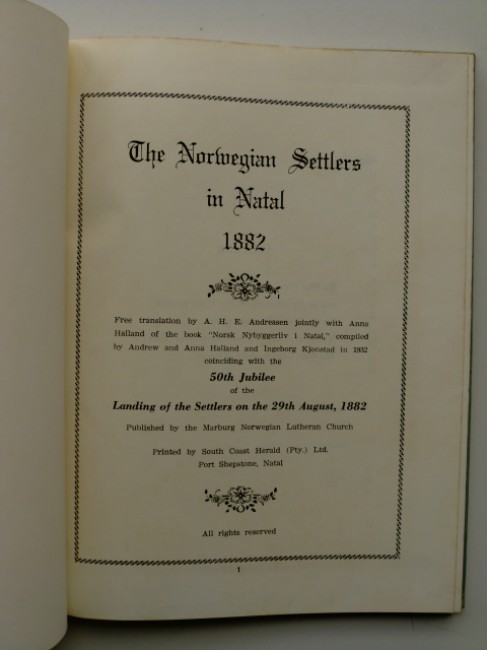 The Norwegian Settlers
in Natal
1882
Free translation by A. H. E. Andreasen jointly with Anna
Halland of the book "Norsk Nybyggerliv i Natal," compiled
by Andrew and Anna Halland and Ingeborg Kjonstad in 1932
coinciding with the
50th Jubilee
of the
Landing of the Settlers on the 29th August, 1882
Published by the Marburg Norwegian Lutheran Church
Printed by South Coast Herald (Pty.) Ltd.
Port Shepstone, Natal
All rights reserved
1